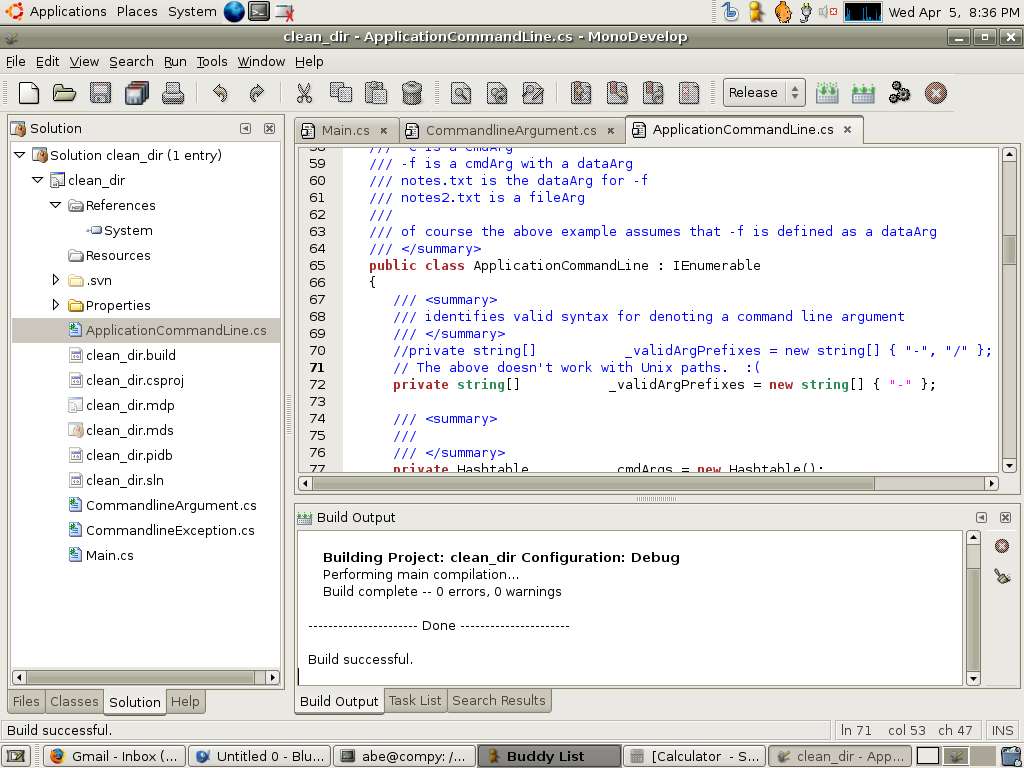 Applications Places System Wed Apr 5, 8:36 PM
clean_dir - ApplicationCommandLine.cs - MonoDevelop
File Edit View Search Run Tools Window Help
Release
Solution
Solution clean_dir (1 entry)
clean_dir
References
System
Resources
.svn
Properties
ApplicationCommandLine.cs
clean_dir.build
clean_dir.csproj
clean_dir.mdp
clean_dir.mds
clean_dir.pidb
clean_dir.sln
CommandlineArgument.cs
CommandlineException.cs
Main.cs
Files Classes Solution Help
Main.cs CommandlineArgument.cs ApplicationCommandLine.cs
58 /// -c is a cmdArg
59 /// -f is a cmdArg with a dataArg
60 /// notes.txt is the dataArg for -f
61 /// notes2.txt is a fileArg
62 ///
63 /// of course the above example assumes that -f is defined as a dataArg
64 /// </summary>
65 public class ApplicationCommandLine : IEnumerable
66 {
67 /// <summary>
68 /// identifies valid syntax for denoting a command line argument
69 /// </summary>
70 //private string[] _validArgPrefixes = new string[] { "-", "/" };
71 // The above doesn't work with Unix paths. :(
72 private string[] _validArgPrefixes = new string[] { "-" };
73
74 /// <summary>
75 ///
76 /// </summary>
77 private Hashtable _cmdArgs = new Hashtable();
Build Output
Building Project: clean_dir Configuration: Debug
Performing main compilation...
Build complete -- 0 errors, 0 warnings
---------------------- Done ----------------------
Build successful.
Build Output Task List Search Results
Build successful. ln 71 col 53 ch 47 INS
Gmail - Inbox (... Untitled 0 - Blu... abe@compy: /... Buddy List [Calculator - S... clean_dir - App...